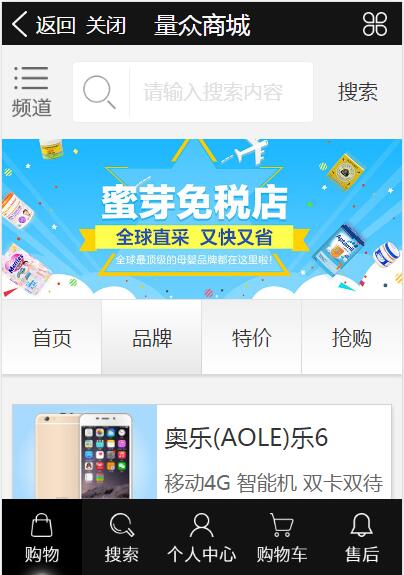 返回 关闭 量众商城
频道 请输入搜索内容 搜索
蜜芽免税店
全球直采 又快又省
全球最顶级的母婴品牌都在这里啦!
Aptamil
首页 品牌 特价 抢购
奥乐(AOLE)乐6
移动4G 智能机 双卡双待
购物 搜索 个人中心 购物车 售后